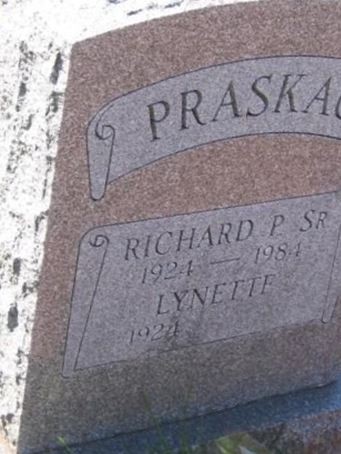 PRASKA
RICHARD P. SR
1924 — 1984
LYNETTE
1924